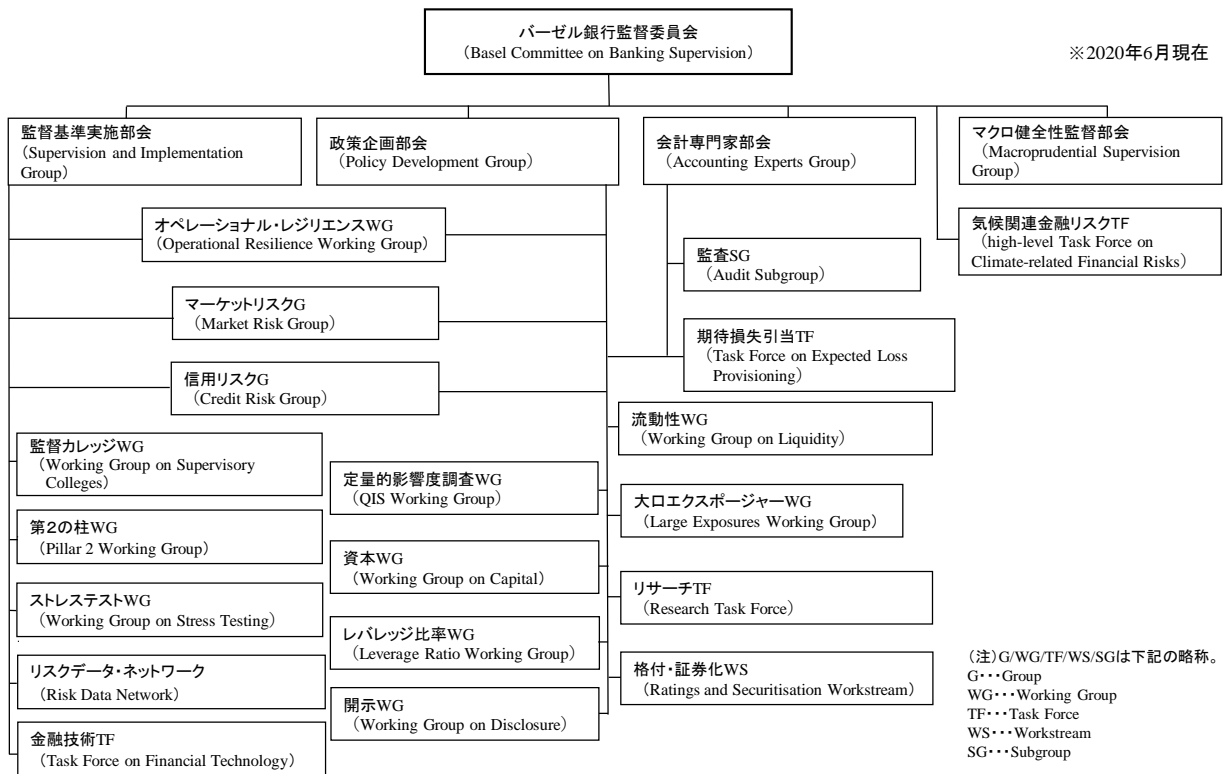 バーゼル銀行監督委員会
(Basel Committee on Banking Supervision)
※2020年6月現在
監督基準実施部会
(Supervision and Implementation
Group)
政策企画部会
(Policy Development Group)
会計専門家部会
(Accounting Experts Group)
マクロ健全性監督部会
(Macroprudential Supervision
Group)
オペレーショナル・レジリエンスWG
(Operational Resilience Working Group)
気候関連金融リスクTF
(high-level Task Force on
Climate-related Financial Risks)
監査SG
(Audit Subgroup)
マーケットリスクG
(Market Risk Group)
期待損失引当TF
(Task Force on Expected Loss
Provisioning)
信用リスクG
(Credit Risk Group)
流動性WG
(Working Group on Liquidity)
監督カレッジWG
(Working Group on Supervisory
Colleges)
定量的影響度調査WG
(QIS Working Group)
大口エクスポージャーWG
(Large Exposures Working Group)
第2の柱WG
(Pillar 2 Working Group)
資本WG
(Working Group on Capital)
リサーチTF
(Research Task Force)
ストレステストWG
(Working Group on Stress Testing)
レバレッジ比率WG
(Leverage Ratio Working Group)
格付・証券化WS
(Ratings and Securitisation Workstream)
リスクデータ・ネットワーク
(Risk Data Network)
開示WG
(Working Group on Disclosure)
金融技術TF
(Task Force on Financial Technology)
(注)G/WG/TF/WS/SGは下記の略称。
G・・・Group
WG・・・Working Group
TF・・・Task Force
WS・・・Workstream
SG・・・Subgroup